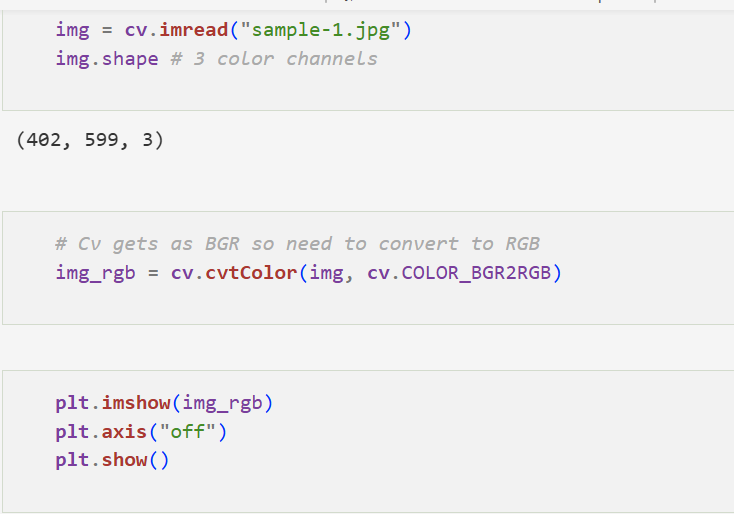 img = cv.imread("sample-1.jpg")
img.shape # 3 color channels
(402, 599, 3)
# Cv gets as BGR so need to convert to RGB
img_rgb = cv.cvtColor(img, cv.COLOR_BGR2RGB)
plt.imshow(img_rgb)
plt.axis("off")
plt.show()